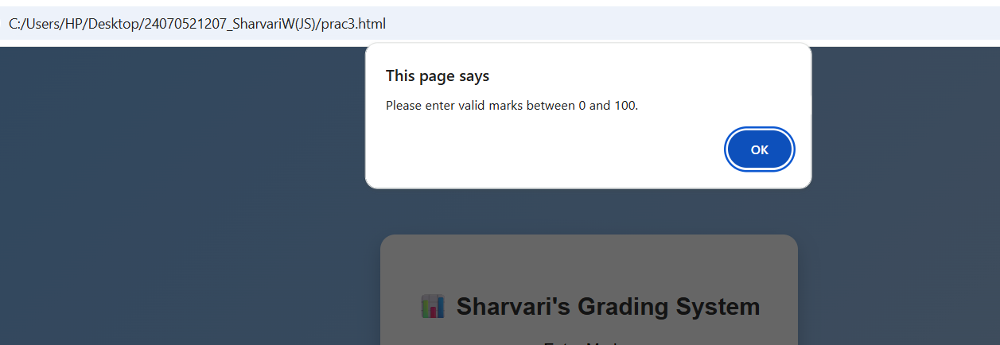 C:/Users/HP/Desktop/24070521207_SharvariW(JS)/prac3.html
This page says
Please enter valid marks between 0 and 100.
OK
Sharvari's Grading System